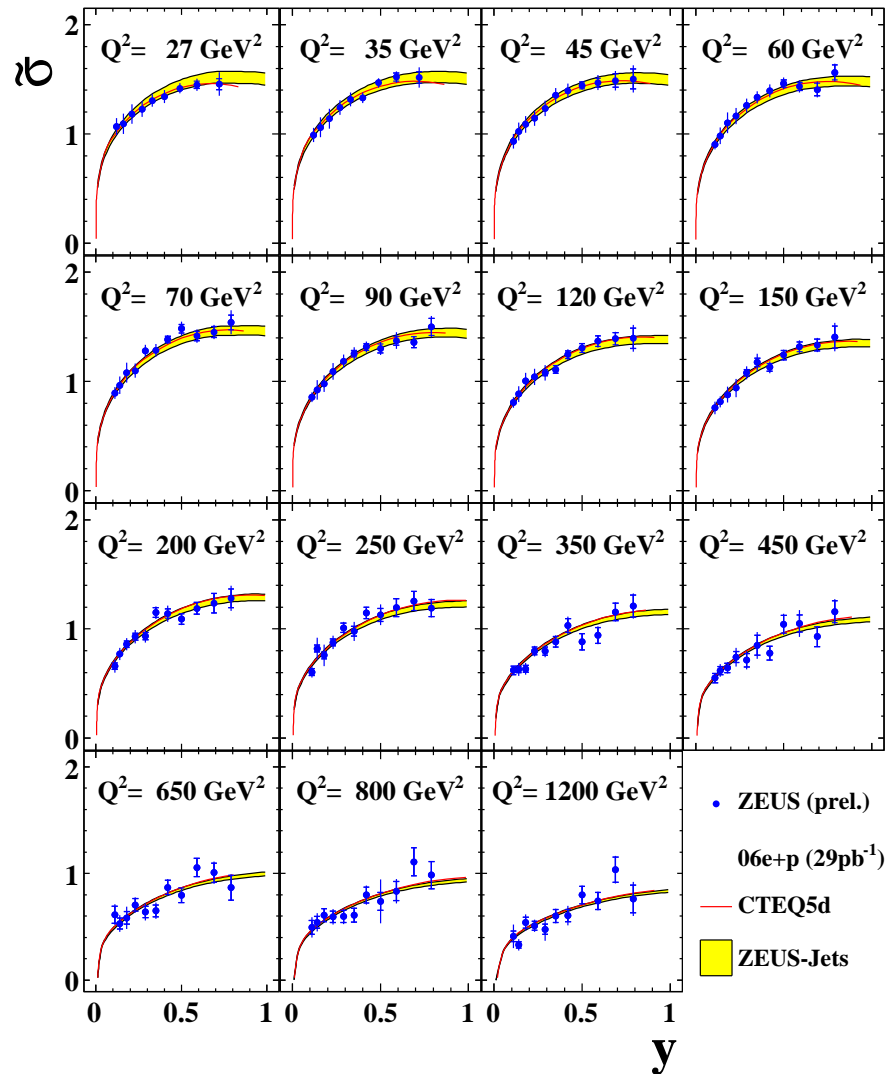 2
Q²= 27 GeV² Q²= 35 GeV² Q²= 45 GeV² Q²= 60 GeV²
σ̃
1
0
2
Q²= 70 GeV² Q²= 90 GeV² Q²= 120 GeV² Q²= 150 GeV²
1
0
2
Q²= 200 GeV² Q²= 250 GeV² Q²= 350 GeV² Q²= 450 GeV²
1
0
2
Q²= 650 GeV² Q²= 800 GeV² Q²= 1200 GeV²
1
0
ZEUS (prel.)
06e+p (29pb⁻¹)
CTEQ5d
ZEUS-Jets
0 0.5 1 0 0.5 1 0 0.5 1
y